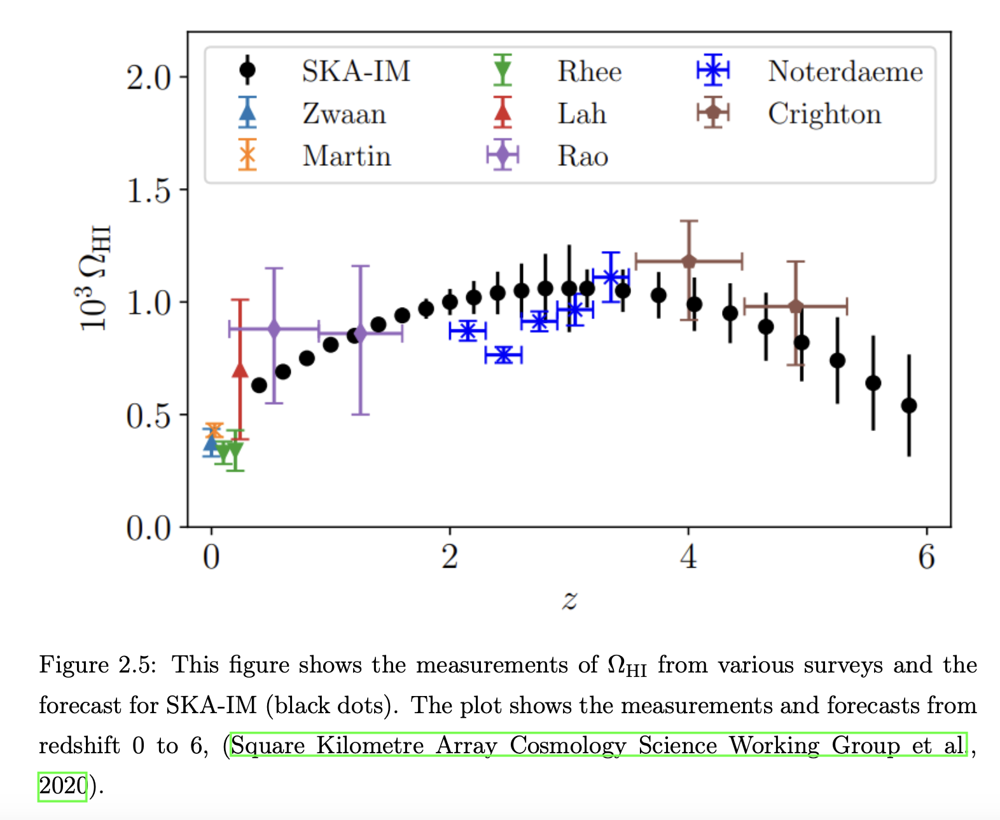 SKA-IM
Zwaan
Martin
Rhee
Lah
Rao
Noterdaeme
Crighton
2.0
1.5
1.0
0.5
0.0
10³ Ω_HI
0 2 4 6
z
Figure 2.5: This figure shows the measurements of Ω_HI from various surveys and the
forecast for SKA-IM (black dots). The plot shows the measurements and forecasts from
redshift 0 to 6, (Square Kilometre Array Cosmology Science Working Group et al.,
2020).